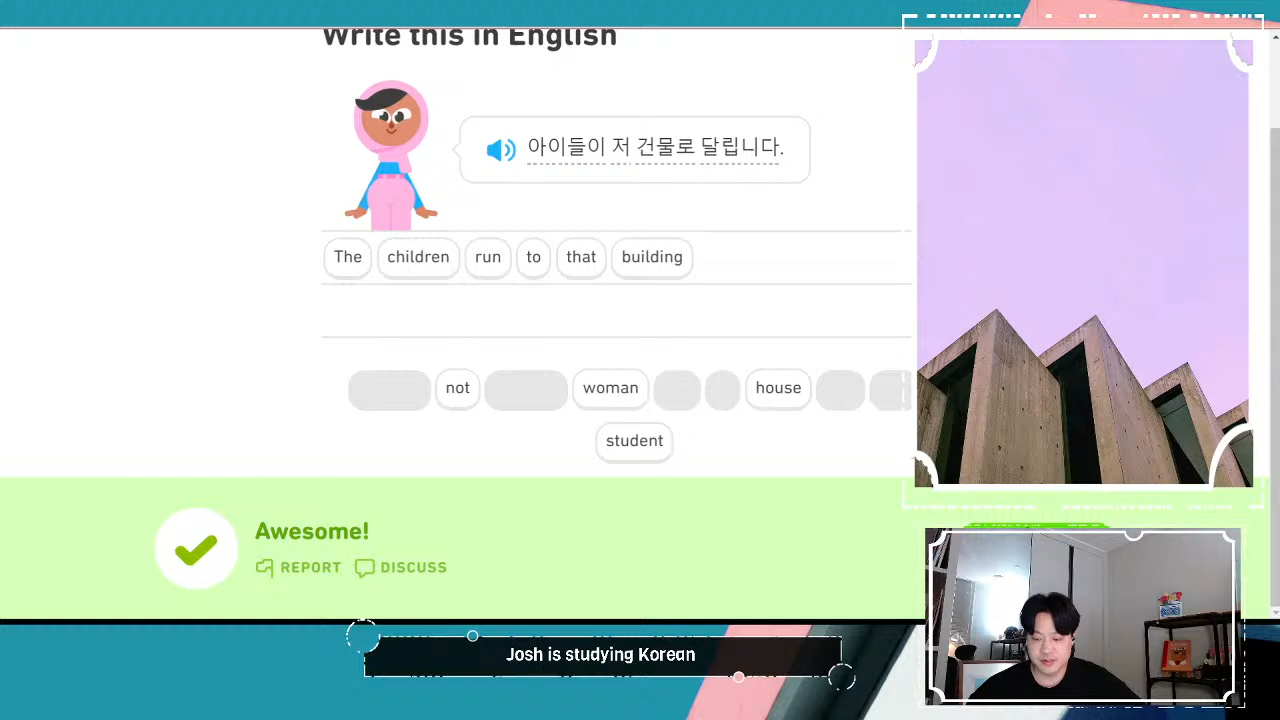 Write this in English
아이들이 저 건물로 달립니다.
The children run to that building
not woman house
student
Awesome!
REPORT DISCUSS
Josh is studying Korean